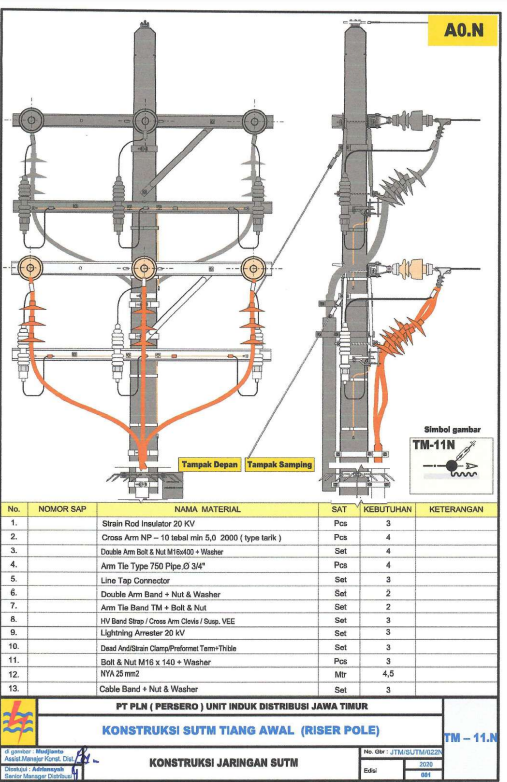 A0.N
Simbol gambar
TM-11N
Tampak Depan
Tampak Samping
No. NOMOR SAP NAMA MATERIAL SAT KEBUTUHAN KETERANGAN
1. Strain Rod Insulator 20 KV Pcs 3
2. Cross Arm NP – 10 tebal min 5,0 2000 ( type tarik ) Pcs 4
3. Double Arm Bolt & Nut M16x400 + Washer Set 4
4. Arm Tie Type 750 Pipe,Ø 3/4" Pcs 4
5. Line Tap Connector Set 3
6. Double Arm Band + Nut & Washer Set 2
7. Arm Tie Band TM + Bolt & Nut Set 2
8. HV Band Strap / Cross Arm Clevis / Susp. VEE Set 3
9. Lightning Arrester 20 kV Set 3
10. Dead And/Strain Clamp/Preformet Term+Thible Set 3
11. Bolt & Nut M16 x 140 + Washer Pcs 3
12. NYA 25 mm2 Mtr 4,5
13. Cable Band + Nut & Washer Set 3
PT PLN ( PERSERO ) UNIT INDUK DISTRIBUSI JAWA TIMUR
KONSTRUKSI SUTM TIANG AWAL (RISER POLE)
TM – 11.N
di gambar : Mudjianto
Assist.Manejer Konst. Dist.
Disetujui : Adriansyah
Senior Manager Distribusi
KONSTRUKSI JARINGAN SUTM
No. Gbr : JTM/SUTM/022N
Edisi
2020
001